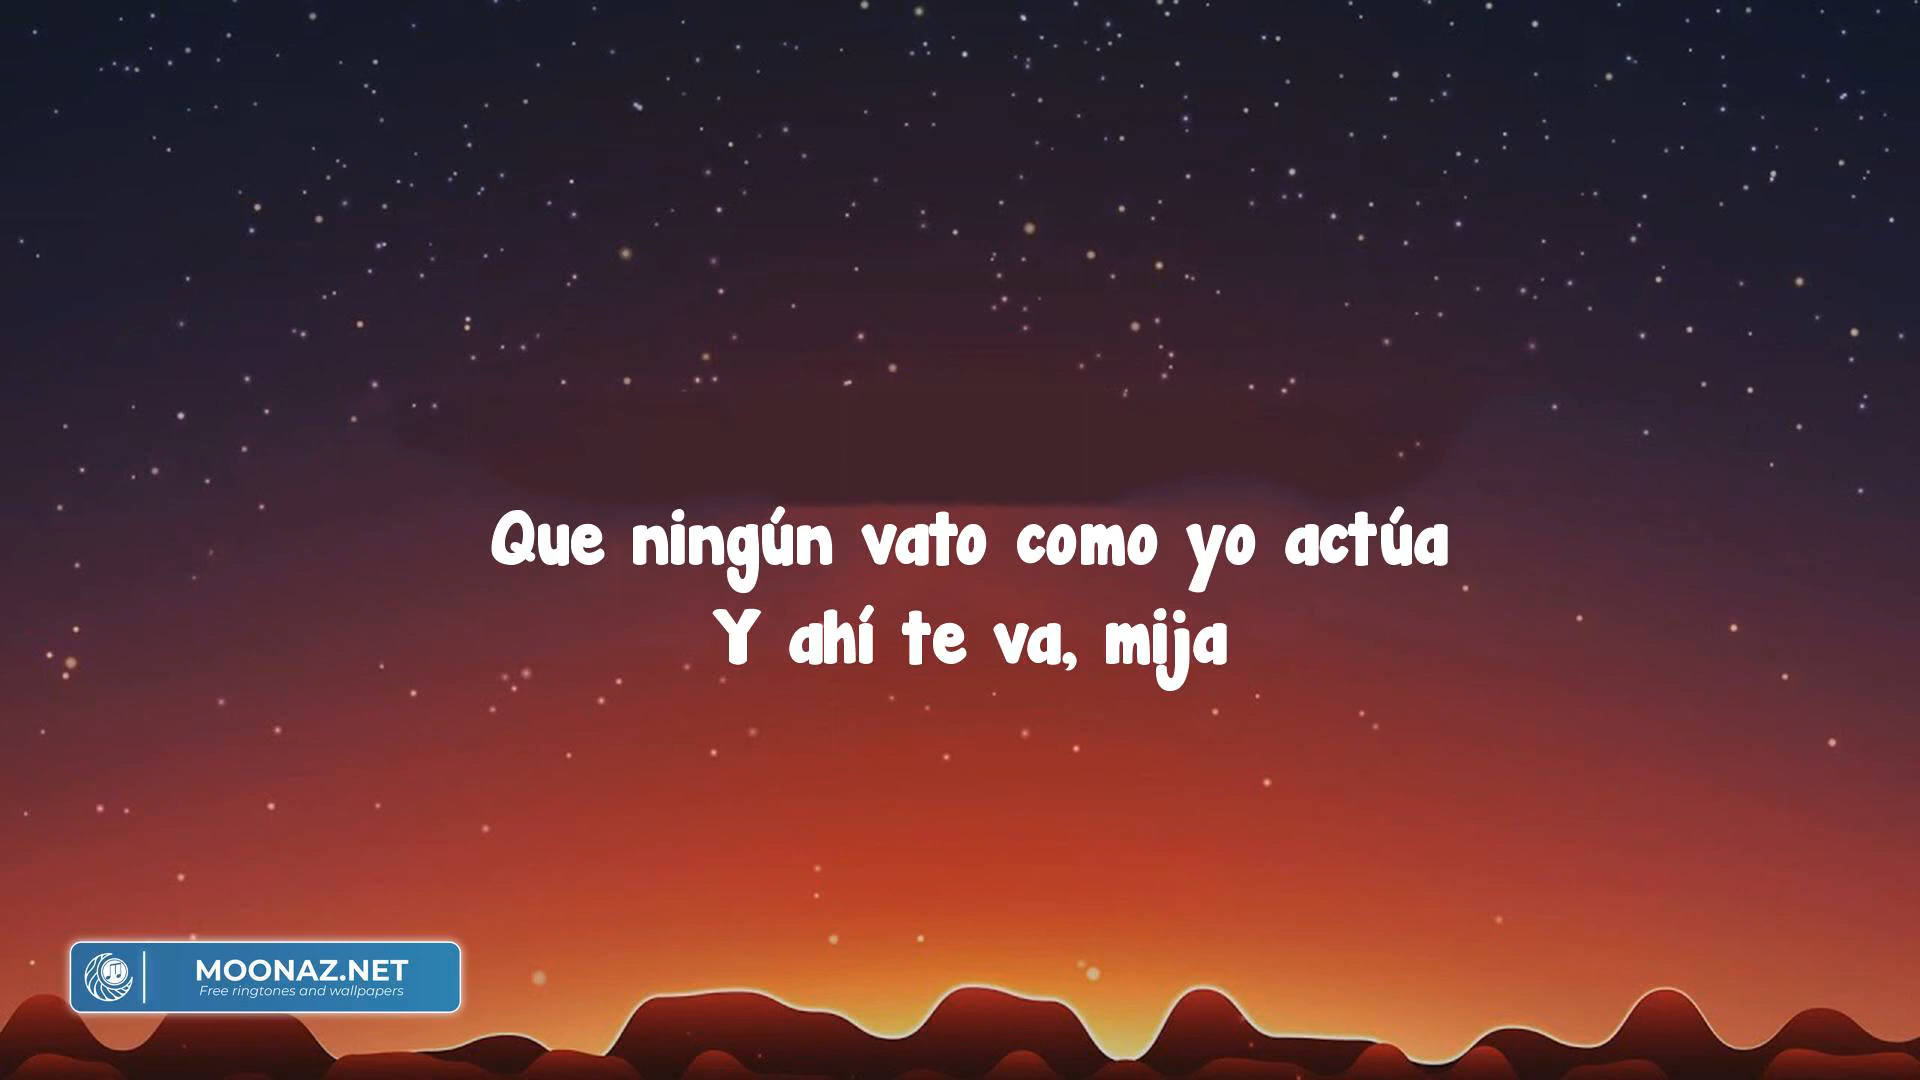 Que ningún vato como yo actúa
Y ahí te va, mija
MOONAZ.NET
Free ringtones and wallpapers